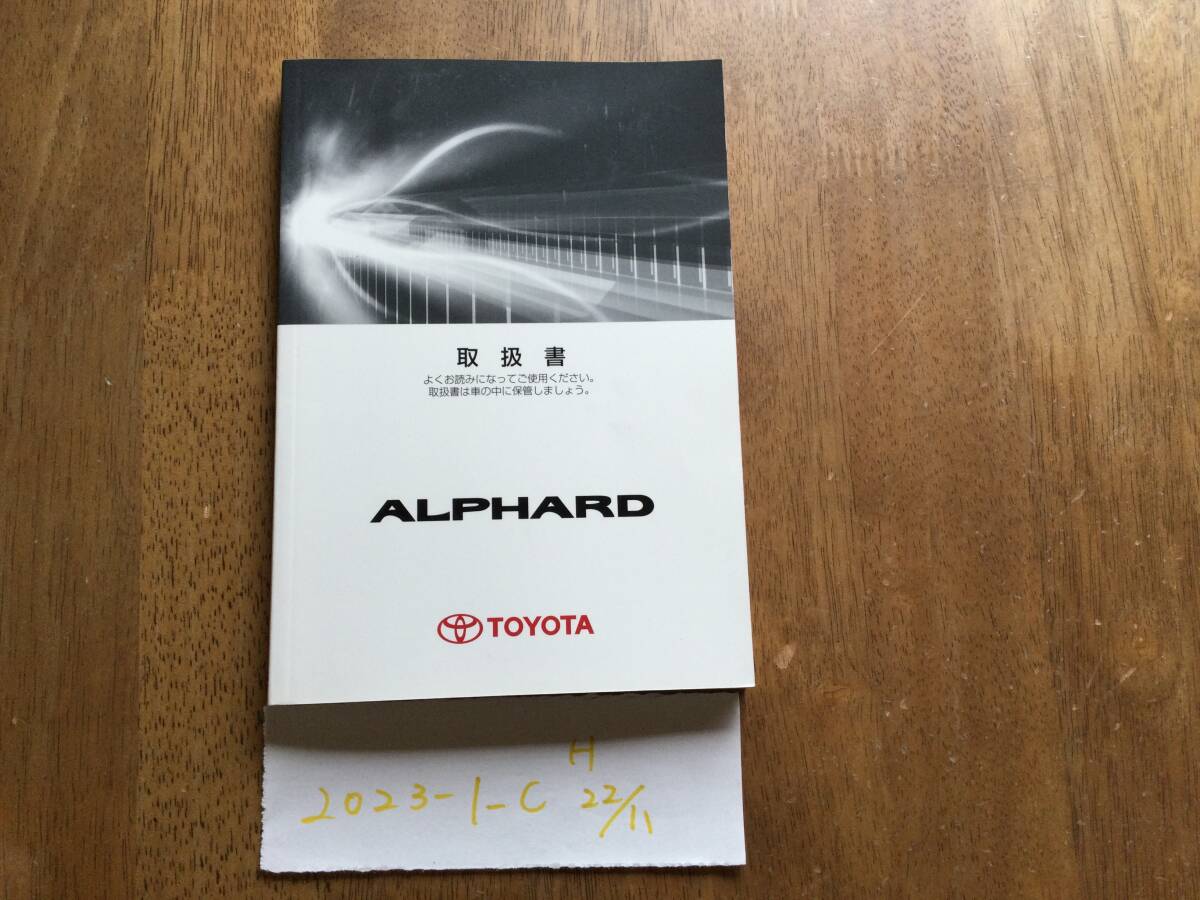 取扱書
よくお読みになってご使用ください。
取扱書は車の中に保管しましょう。
ALPHARD
TOYOTA
H
2023-1-C 22/11